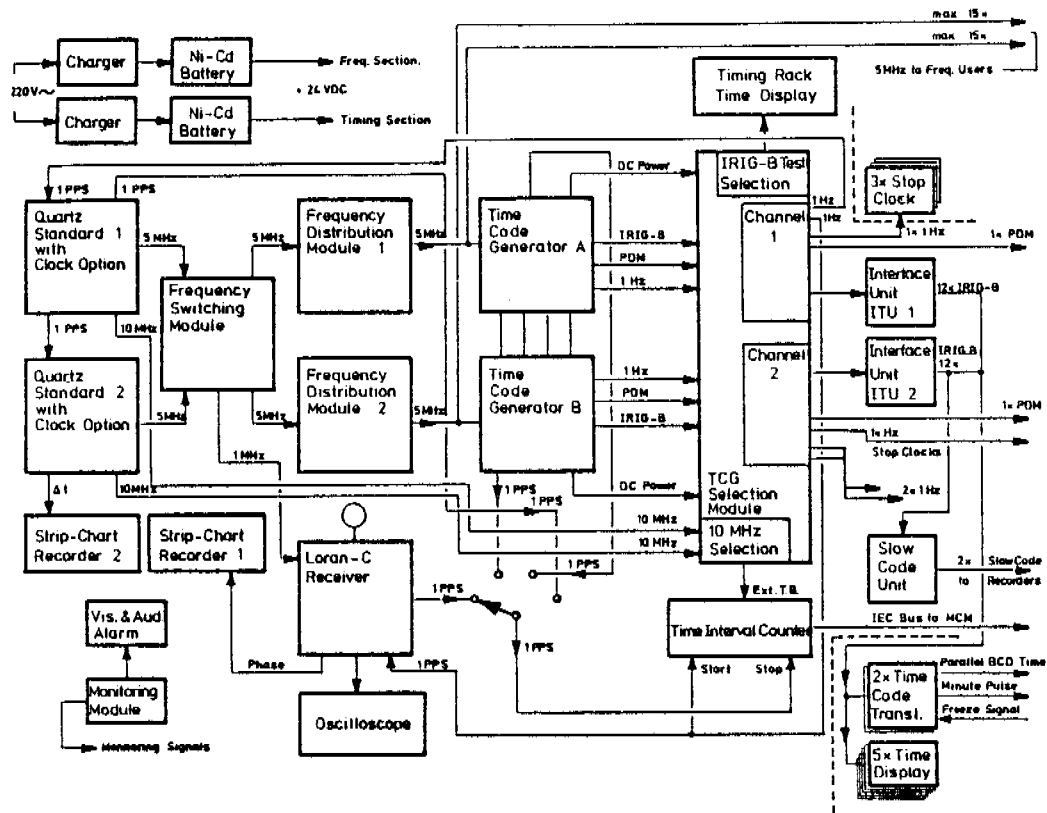 max 15x
max 15x
5MHz to Freq. Users
Charger
Ni-Cd
Battery
Freq. Section.
220V~
+ 24 VDC
Charger
Ni-Cd
Battery
Timing Section
Timing Rack
Time Display
1 PPS
1 PPS
DC Power
IRIG-B Test
Selection
1Hz
3x Stop
Clock
Quartz
Standard 1
with
Clock Option
5MHz
5MHz
Frequency
Distribution
Module 1
5MHz
Time
Code
Generator A
IRIG-B
PDM
1 Hz
Channel
1
1Hz
1x 1Hz
1x PDM
Frequency
Switching
Module
Interface
Unit
ITU 1
12x IRIG-B
1 PPS
10MHz
Quartz
Standard 2
with
Clock Option
5MHz
5MHz
Frequency
Distribution
Module 2
5MHz
Time
Code
Generator B
1Hz
PDM
IRIG-B
Channel
2
Interface
Unit
ITU 2
IRIG.B
12x
1x PDM
1x Hz
Stop Clocks
2x 1Hz
Δt
10MHz
1MHz
1 PPS
1 PPS
DC Power
TCG
Selection
Module
10 MHz
10 MHz
10 MHz
Selection
Strip-Chart
Recorder 2
Strip-Chart
Recorder 1
Loran-C
Receiver
1 PPS
1 PPS
1 PPS
Slow
Code
Unit
2x SlowCode
to Recorders
Ext. T.B.
Time Interval Counter
IEC Bus to MCM
Start
Stop
Vis. & Aud.
Alarm
Phase
1 PPS
Monitoring
Module
Monitoring Signals
Oscilloscope
2x Time
Code
Transl.
Parallel BCD Time
Minute Pulse
Freeze Signal
5x Time
Display